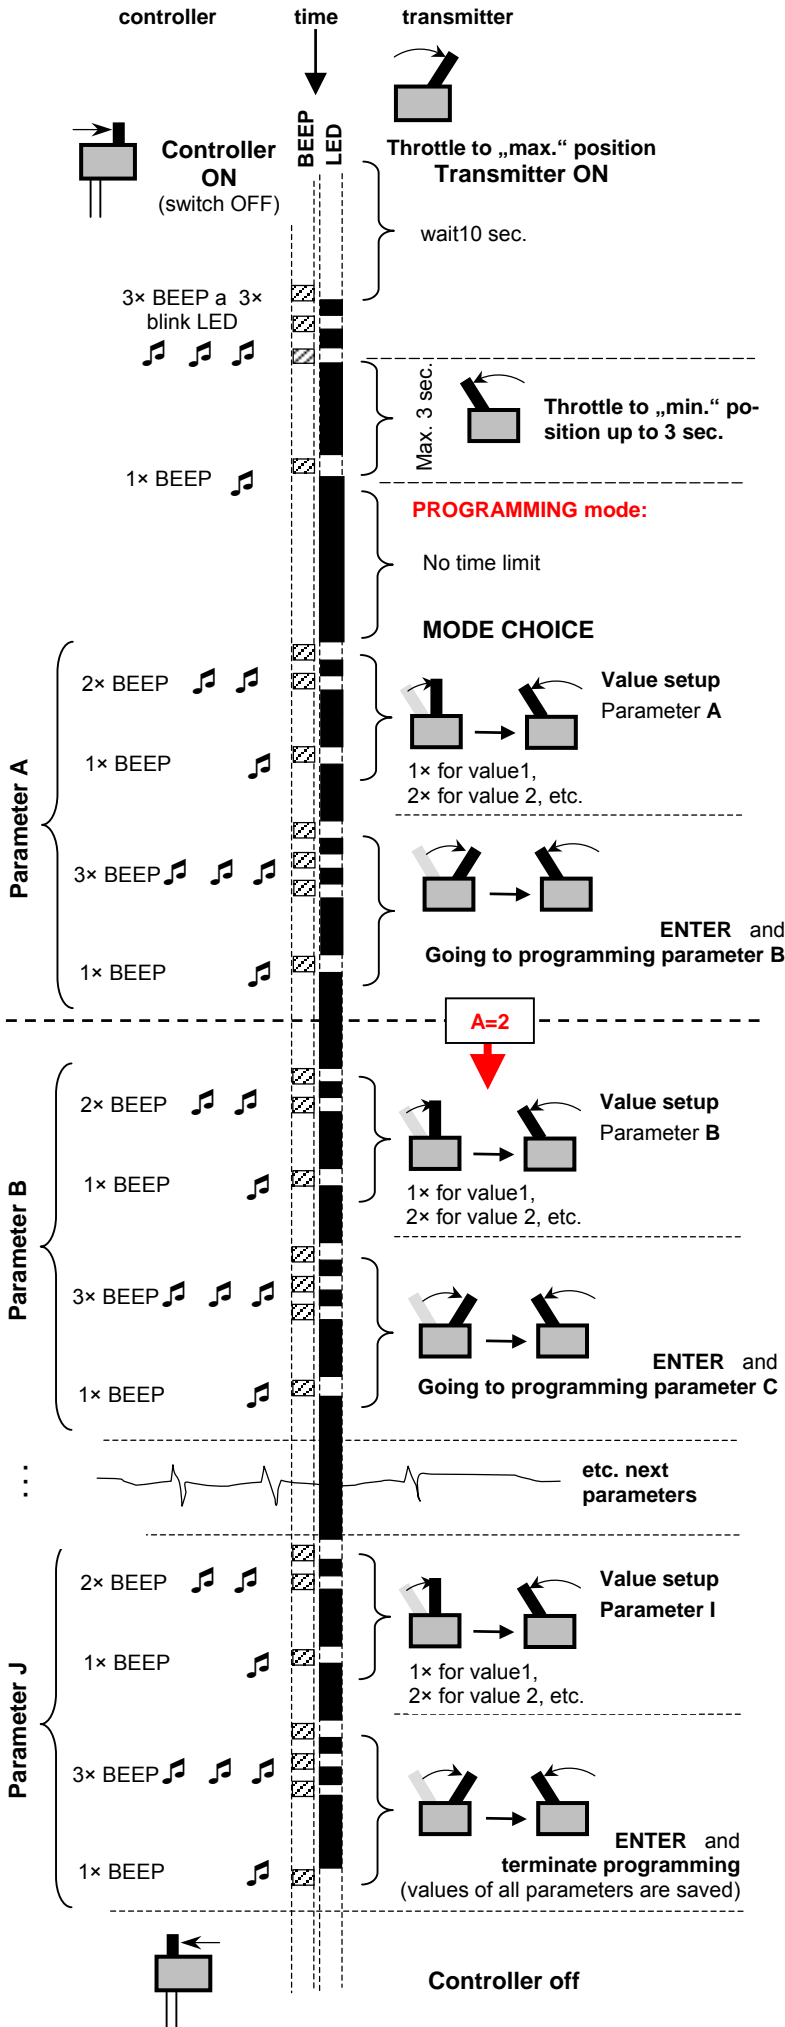 controller time transmitter
BEEP
LED
Controller
ON
(switch OFF)
Throttle to „max.“ position
Transmitter ON
wait10 sec.
3× BEEP a 3×
blink LED
Max. 3 sec.
Throttle to „min.“ po-
sition up to 3 sec.
1× BEEP
PROGRAMMING mode:
No time limit
MODE CHOICE
Parameter A
2× BEEP
Value setup
Parameter A
1× BEEP
1× for value1,
2× for value 2, etc.
3× BEEP
ENTER and
Going to programming parameter B
1× BEEP
A=2
Parameter B
2× BEEP
Value setup
Parameter B
1× BEEP
1× for value1,
2× for value 2, etc.
3× BEEP
ENTER and
Going to programming parameter C
1× BEEP
...
etc. next
parameters
Parameter J
2× BEEP
Value setup
Parameter I
1× BEEP
1× for value1,
2× for value 2, etc.
3× BEEP
ENTER and
terminate programming
(values of all parameters are saved)
1× BEEP
Controller off